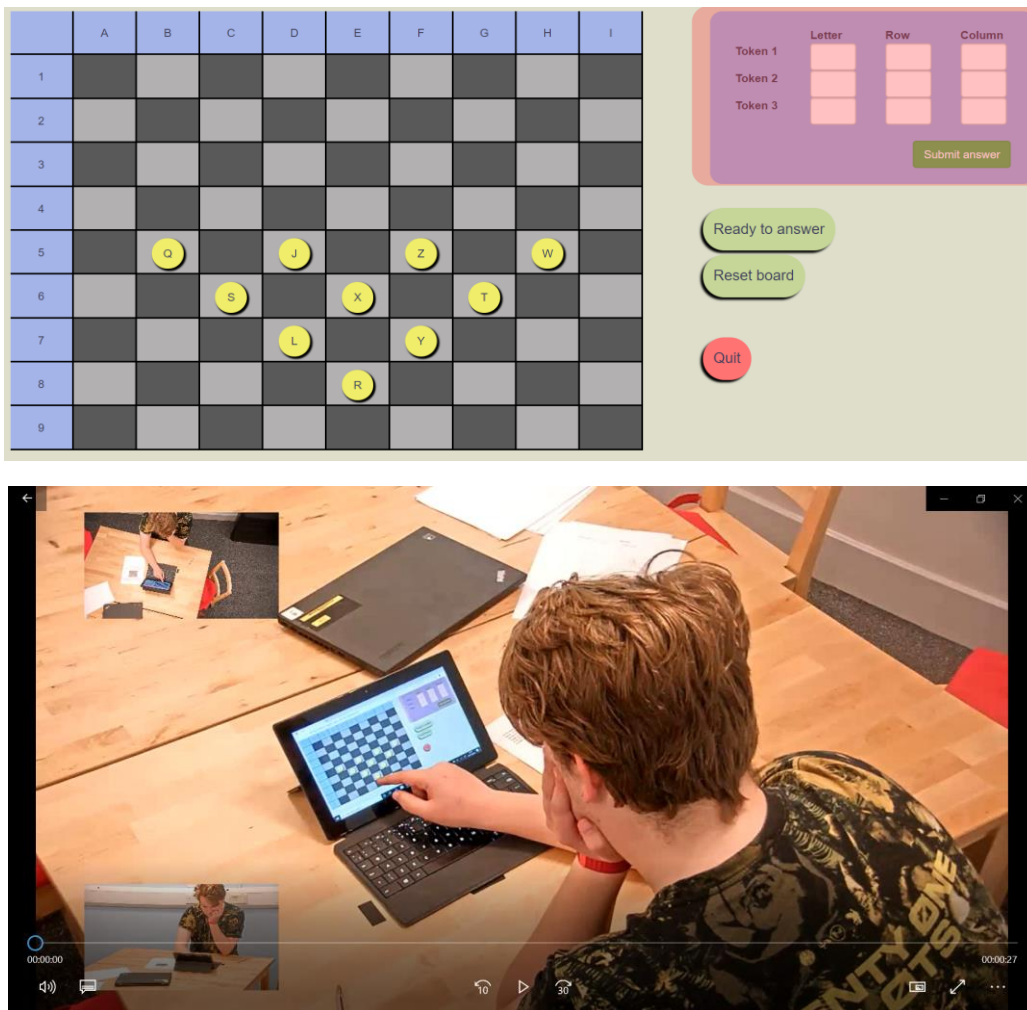 A B C D E F G H I
1
2
3
4
5 Q J Z W
6 S X T
7 L Y
8 R
9
Letter Row Column
Token 1
Token 2
Token 3
Submit answer
Ready to answer
Reset board
Quit
00:00:00
00:00:27
10
30